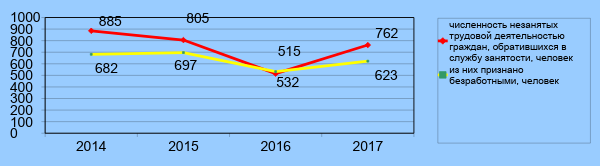 1000
900
800
700
600
500
400
300
200
100
0
885
805
515
762
682
697
532
623
2014 2015 2016 2017
численность незанятых
трудовой деятельностью
граждан, обратившихся в
службу занятости, человек
из них признано
безработными, человек